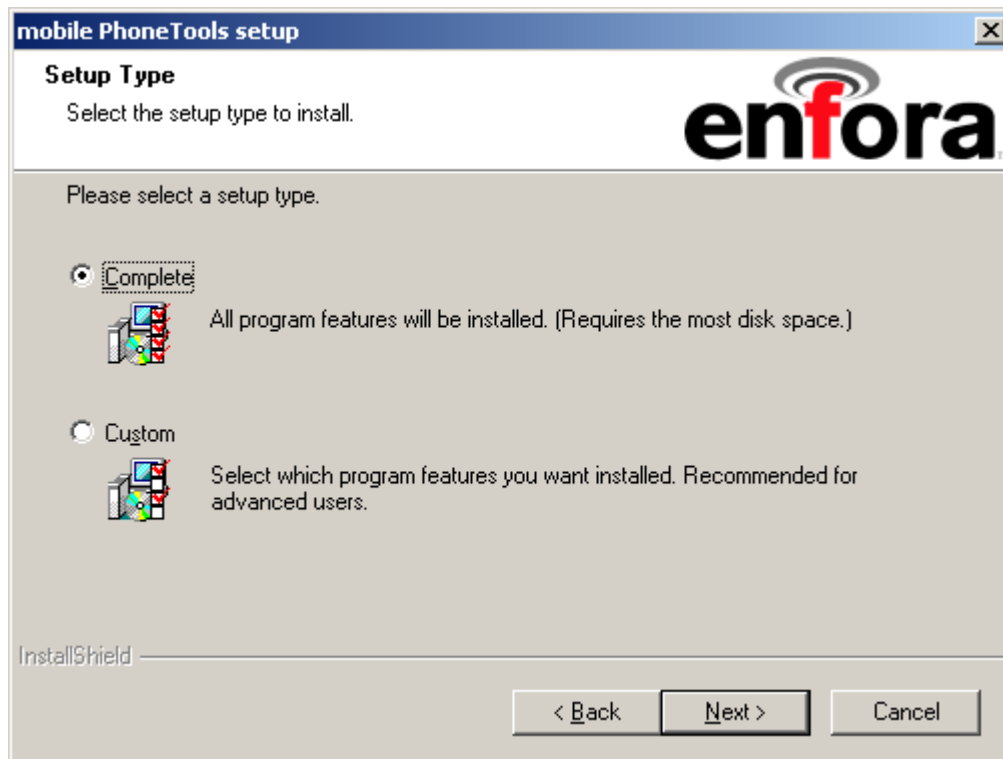 mobile PhoneTools setup
Setup Type
Select the setup type to install.
enfora
Please select a setup type.
Complete
All program features will be installed. (Requires the most disk space.)
Custom
Select which program features you want installed. Recommended for
advanced users.
InstallShield
< Back
Next >
Cancel